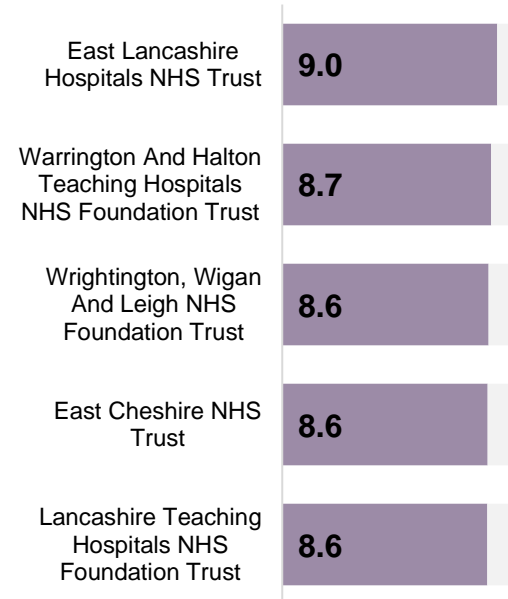 East Lancashire
Hospitals NHS Trust
9.0
Warrington And Halton
Teaching Hospitals
NHS Foundation Trust
8.7
Wrightington, Wigan
And Leigh NHS
Foundation Trust
8.6
East Cheshire NHS
Trust
8.6
Lancashire Teaching
Hospitals NHS
Foundation Trust
8.6